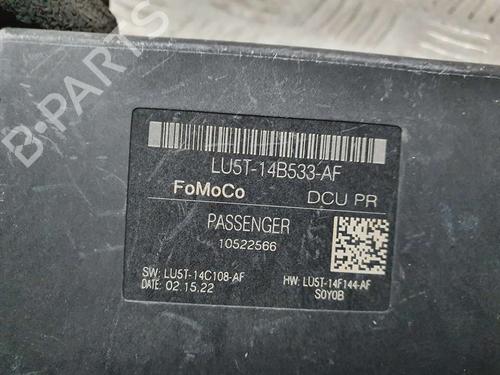 B-PARTS
LU5T-14B533-AF
FoMoCo DCU PR
PASSENGER
10522566
SW: LU5T-14C108-AF HW: LU5T-14F144-AF
DATE: 02.15.22 S0Y0B